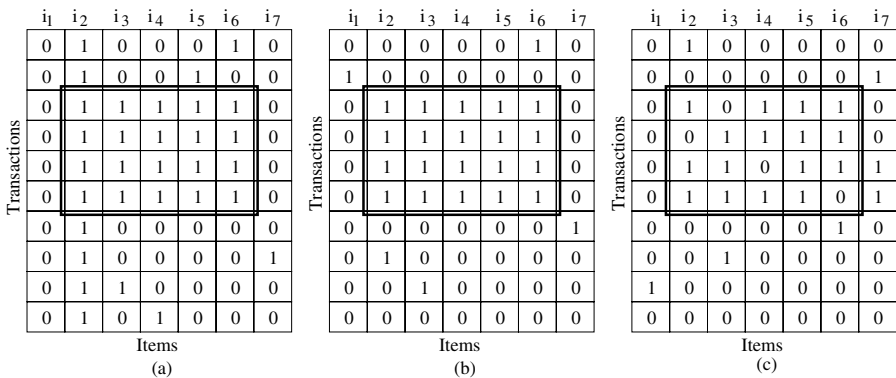 i1 i2 i3 i4 i5 i6 i7
0 1 0 0 0 1 0
0 1 0 0 1 0 0
0 1 1 1 1 1 0
0 1 1 1 1 1 0
0 1 1 1 1 1 0
0 1 1 1 1 1 0
0 1 0 0 0 0 0
0 1 0 0 0 0 1
0 1 1 0 0 0 0
0 1 0 1 0 0 0
Transactions
Items
(a)
i1 i2 i3 i4 i5 i6 i7
0 0 0 0 0 1 0
1 0 0 0 0 0 0
0 1 1 1 1 1 0
0 1 1 1 1 1 0
0 1 1 1 1 1 0
0 1 1 1 1 1 0
0 0 0 0 0 0 1
0 1 0 0 0 0 0
0 0 1 0 0 0 0
0 0 0 0 0 0 0
Transactions
Items
(b)
i1 i2 i3 i4 i5 i6 i7
0 1 0 0 0 0 0
0 0 0 0 0 0 1
0 1 0 1 1 1 0
0 0 1 1 1 1 0
0 1 1 0 1 1 1
0 1 1 1 1 0 1
0 0 0 0 0 1 0
0 0 1 0 0 0 0
1 0 0 0 0 0 0
0 0 0 0 0 0 0
Transactions
Items
(c)